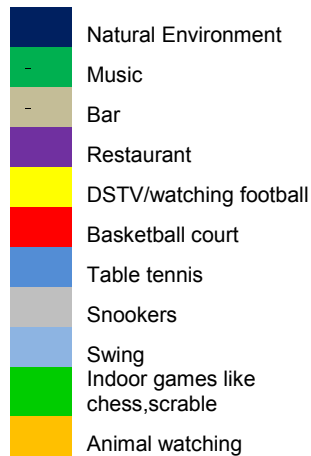 Natural Environment
Music
Bar
Restaurant
DSTV/watching football
Basketball court
Table tennis
Snookers
Swing
Indoor games like
chess,scrable
Animal watching